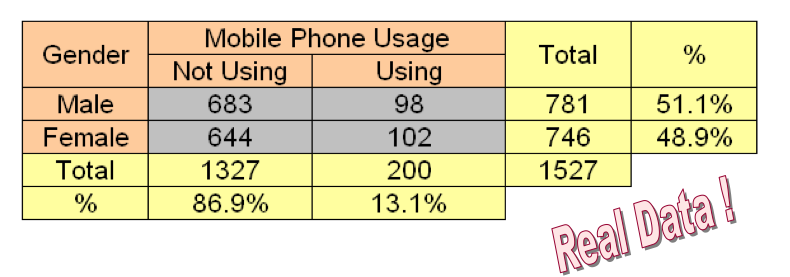 Gender Mobile Phone Usage Total %
Not Using Using
Male 683 98 781 51.1%
Female 644 102 746 48.9%
Total 1327 200 1527
% 86.9% 13.1%
Real Data !